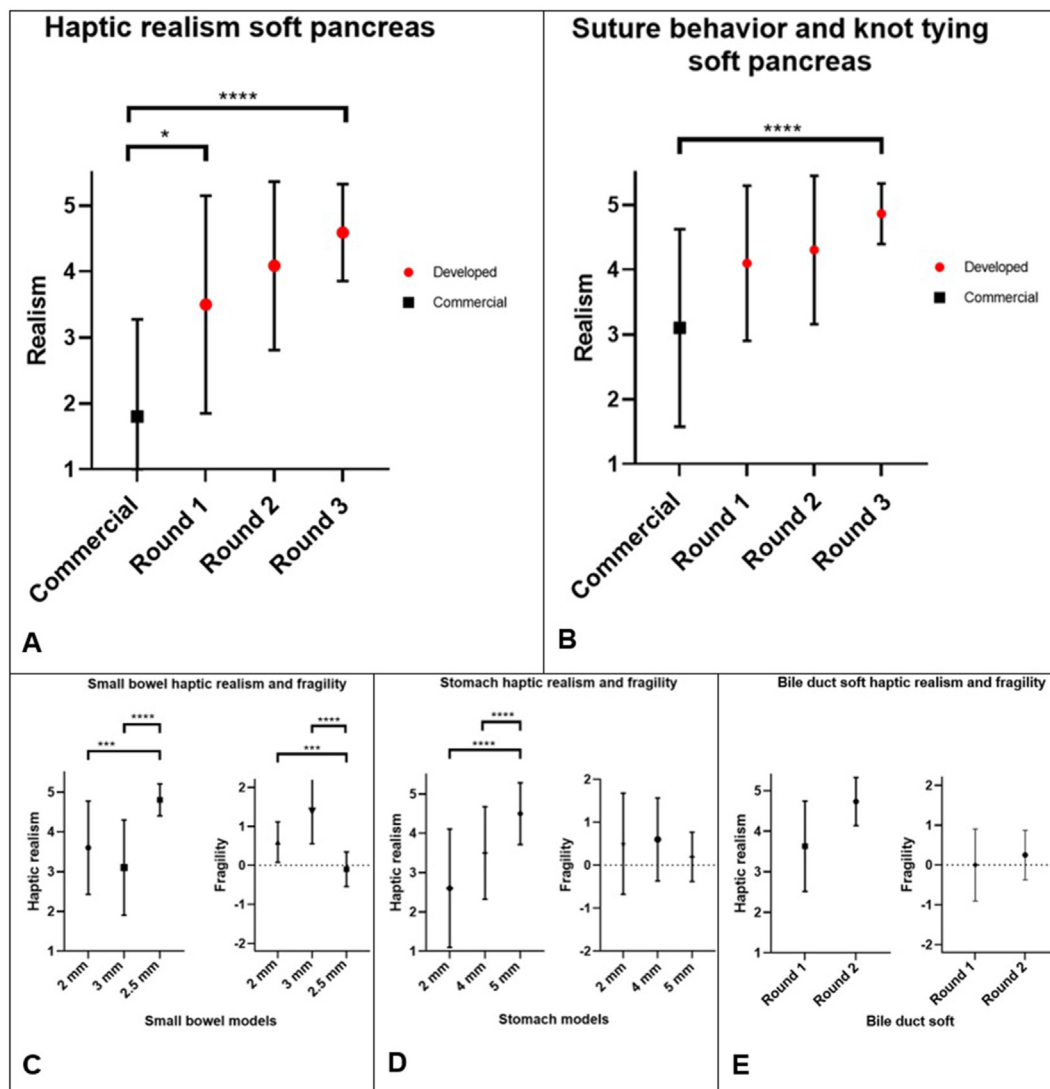 Haptic realism soft pancreas
****
*
5
4
3
2
1
Realism
Developed
Commercial
Commercial
Round 1
Round 2
Round 3
A
Suture behavior and knot tying
soft pancreas
****
5
4
3
2
1
Realism
Developed
Commercial
Commercial
Round 1
Round 2
Round 3
B
Small bowel haptic realism and fragility
****
***
5
4
3
2
1
Haptic realism
2 mm
3 mm
2.5 mm
****
***
2
1
0
-1
-2
Fragility
2 mm
3 mm
2.5 mm
Small bowel models
C
Stomach haptic realism and fragility
****
****
5
4
3
2
1
Haptic realism
2 mm
4 mm
5 mm
2
1
0
-1
-2
Fragility
2 mm
4 mm
5 mm
Stomach models
D
Bile duct soft haptic realism and fragility
5
4
3
2
1
Haptic realism
Round 1
Round 2
2
1
0
-1
-2
Fragility
Round 1
Round 2
Bile duct soft
E